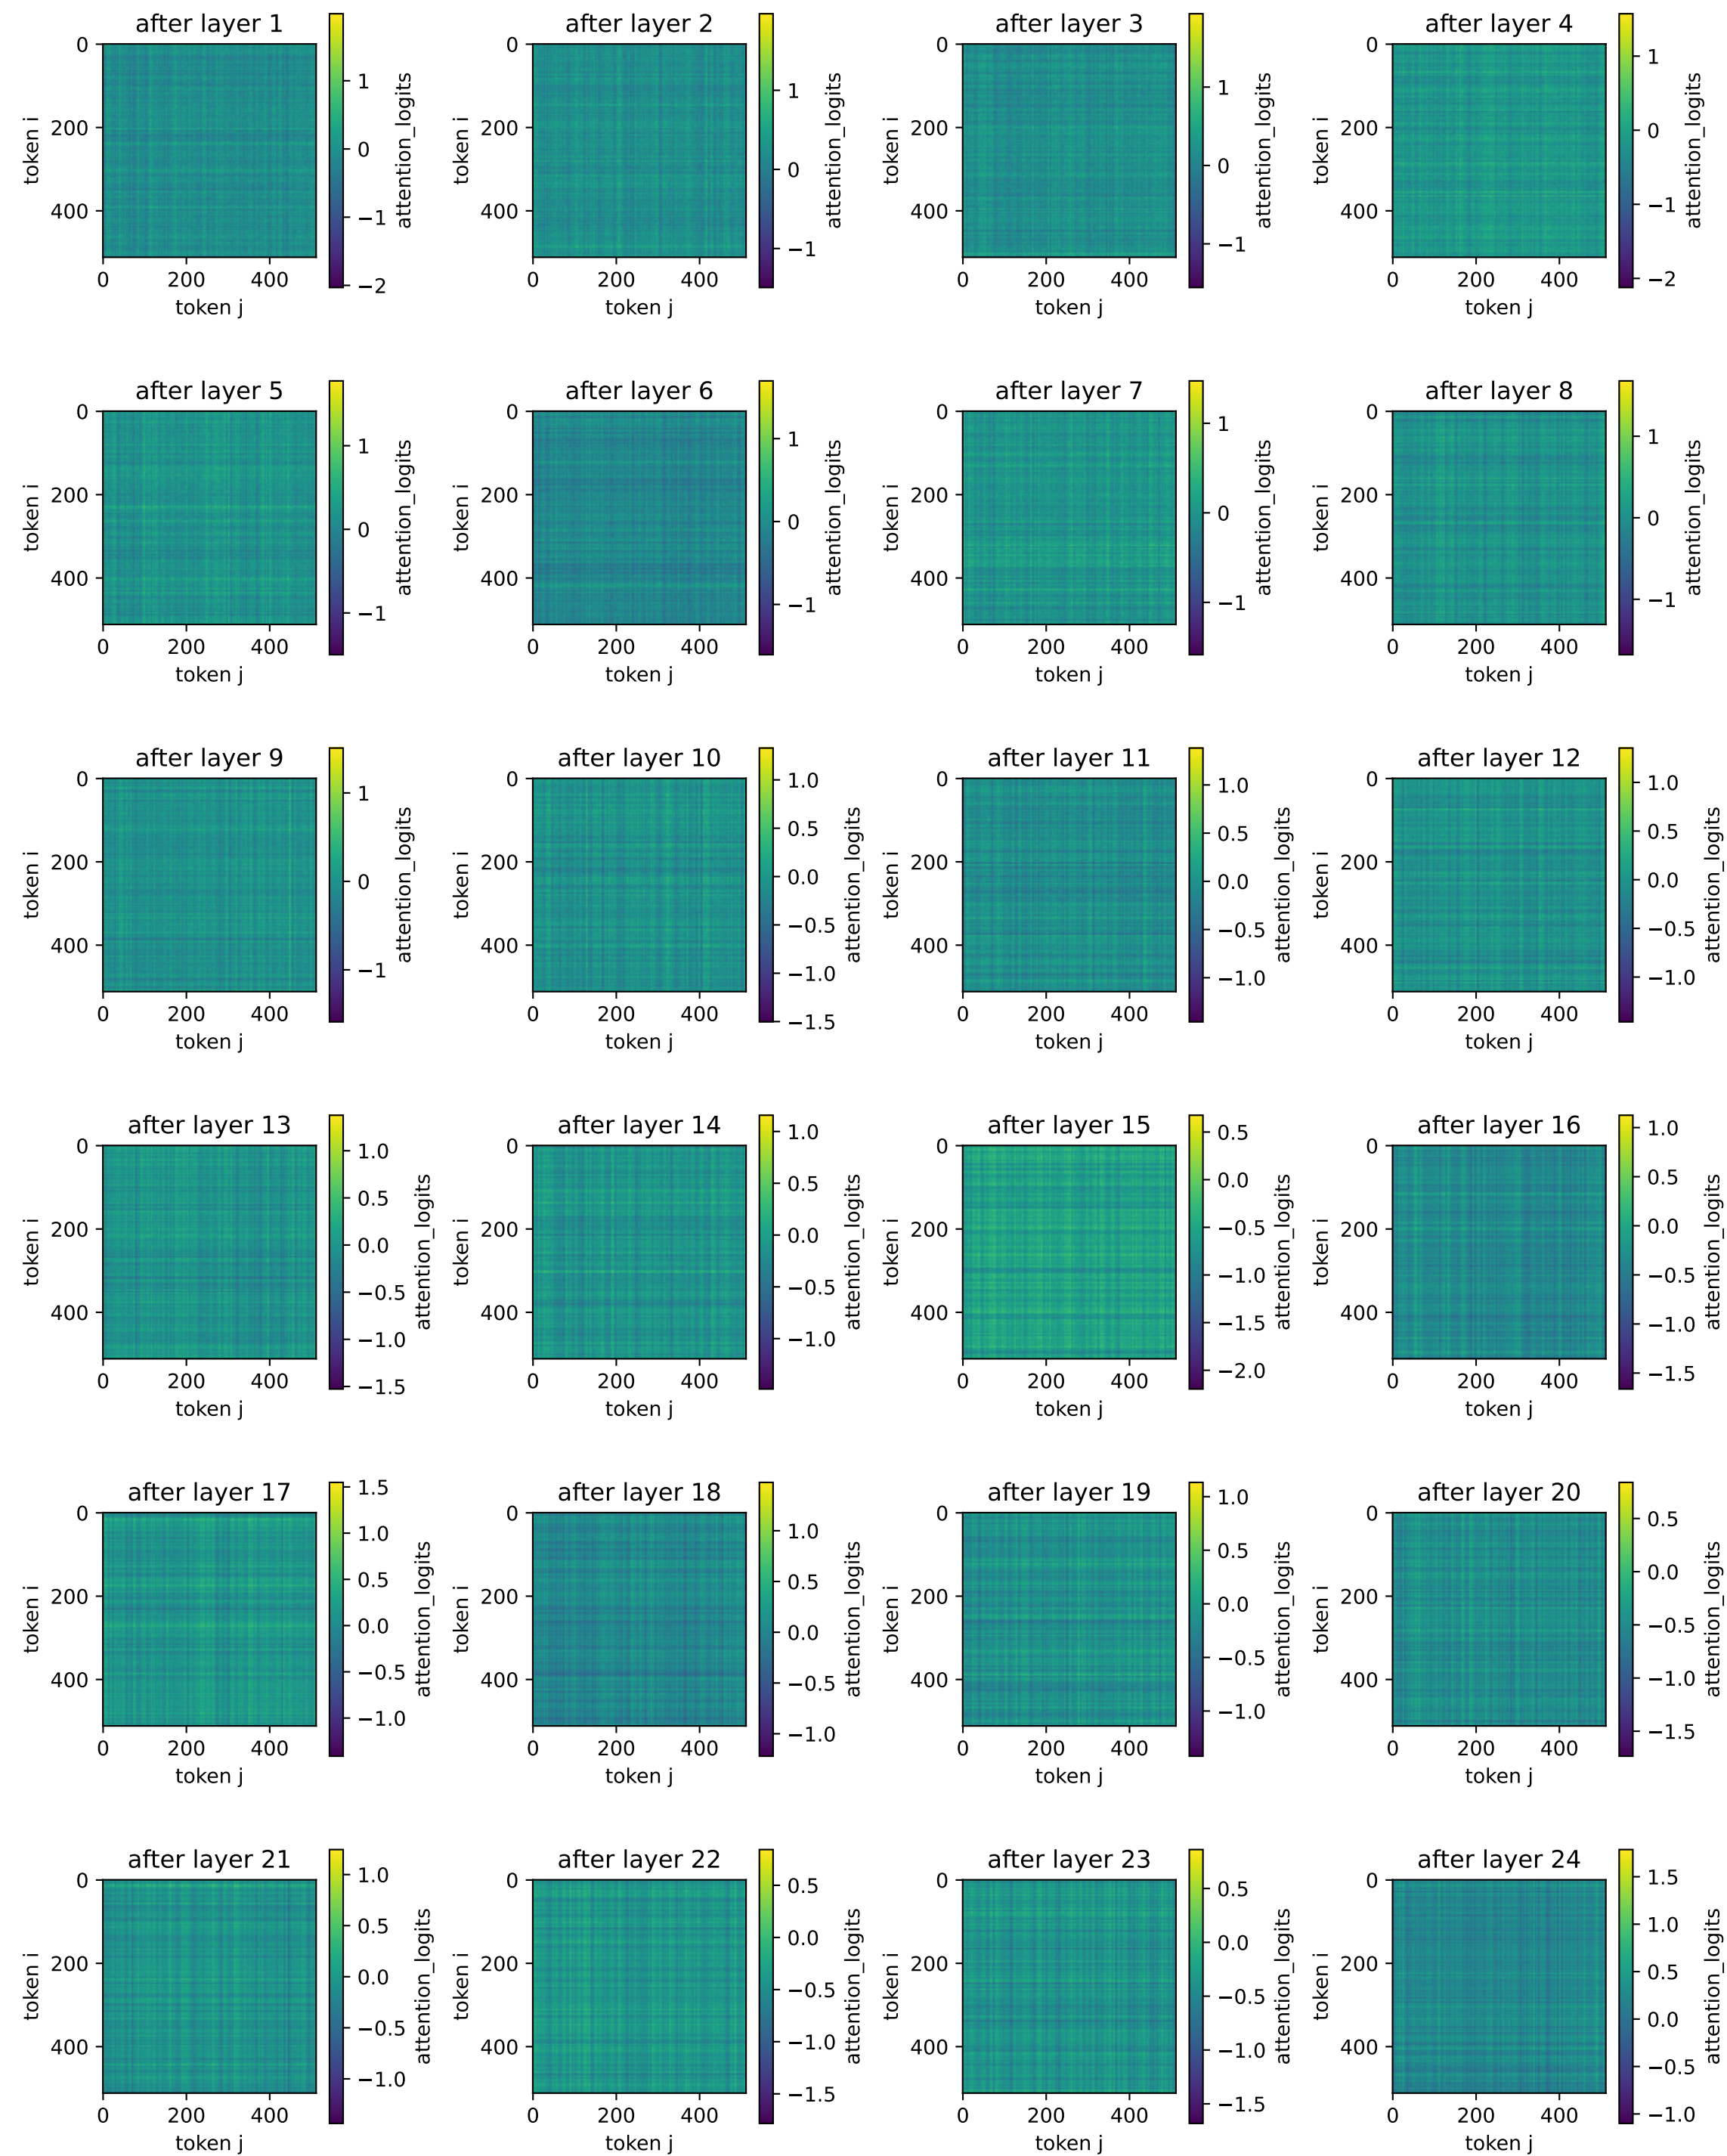 after layer 1
after layer 2
after layer 3
after layer 4
0
200
400
0 200 400
token i
token j
1
0
−1
−2
attention_logits
0
200
400
0 200 400
token i
token j
1
0
−1
attention_logits
0
200
400
0 200 400
token i
token j
1
0
−1
attention_logits
0
200
400
0 200 400
token i
token j
1
0
−1
−2
attention_logits
after layer 5
after layer 6
after layer 7
after layer 8
0
200
400
0 200 400
token i
token j
1
0
−1
attention_logits
0
200
400
0 200 400
token i
token j
1
0
−1
attention_logits
0
200
400
0 200 400
token i
token j
1
0
−1
attention_logits
0
200
400
0 200 400
token i
token j
1
0
−1
attention_logits
after layer 9
after layer 10
after layer 11
after layer 12
0
200
400
0 200 400
token i
token j
1
0
−1
attention_logits
0
200
400
0 200 400
token i
token j
1.0
0.5
0.0
−0.5
−1.0
−1.5
attention_logits
0
200
400
0 200 400
token i
token j
1.0
0.5
0.0
−0.5
−1.0
attention_logits
0
200
400
0 200 400
token i
token j
1.0
0.5
0.0
−0.5
−1.0
attention_logits
after layer 13
after layer 14
after layer 15
after layer 16
0
200
400
0 200 400
token i
token j
1.0
0.5
0.0
−0.5
−1.0
−1.5
attention_logits
0
200
400
0 200 400
token i
token j
1.0
0.5
0.0
−0.5
−1.0
attention_logits
0
200
400
0 200 400
token i
token j
0.5
0.0
−0.5
−1.0
−1.5
−2.0
attention_logits
0
200
400
0 200 400
token i
token j
1.0
0.5
0.0
−0.5
−1.0
−1.5
attention_logits
after layer 17
after layer 18
after layer 19
after layer 20
0
200
400
0 200 400
token i
token j
1.5
1.0
0.5
0.0
−0.5
−1.0
attention_logits
0
200
400
0 200 400
token i
token j
1.0
0.5
0.0
−0.5
−1.0
attention_logits
0
200
400
0 200 400
token i
token j
1.0
0.5
0.0
−0.5
−1.0
attention_logits
0
200
400
0 200 400
token i
token j
0.5
0.0
−0.5
−1.0
−1.5
attention_logits
after layer 21
after layer 22
after layer 23
after layer 24
0
200
400
0 200 400
token i
token j
1.0
0.5
0.0
−0.5
−1.0
attention_logits
0
200
400
0 200 400
token i
token j
0.5
0.0
−0.5
−1.0
−1.5
attention_logits
0
200
400
0 200 400
token i
token j
0.5
0.0
−0.5
−1.0
−1.5
attention_logits
0
200
400
0 200 400
token i
token j
1.5
1.0
0.5
0.0
−0.5
−1.0
attention_logits